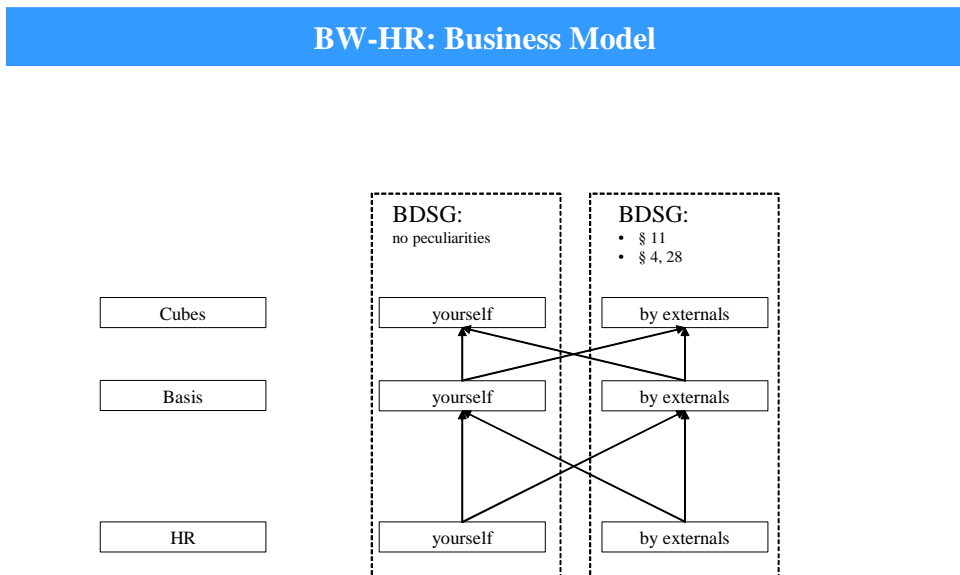 BW-HR: Business Model
BDSG:
no peculiarities
BDSG:
• § 11
• § 4, 28
Cubes
yourself
by externals
Basis
yourself
by externals
HR
yourself
by externals